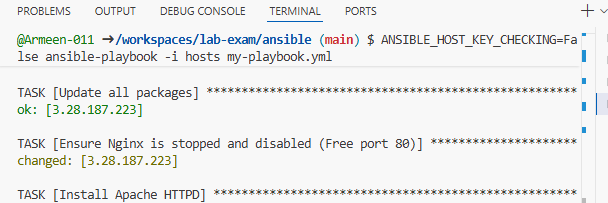 PROBLEMS OUTPUT DEBUG CONSOLE TERMINAL PORTS
@Armeen-011 ➜/workspaces/lab-exam/ansible (main) $ ANSIBLE_HOST_KEY_CHECKING=Fa
lse ansible-playbook -i hosts my-playbook.yml
TASK [Update all packages] **************************************************
ok: [3.28.187.223]
TASK [Ensure Nginx is stopped and disabled (Free port 80)] ********************
changed: [3.28.187.223]
TASK [Install Apache HTTPD] *************************************************